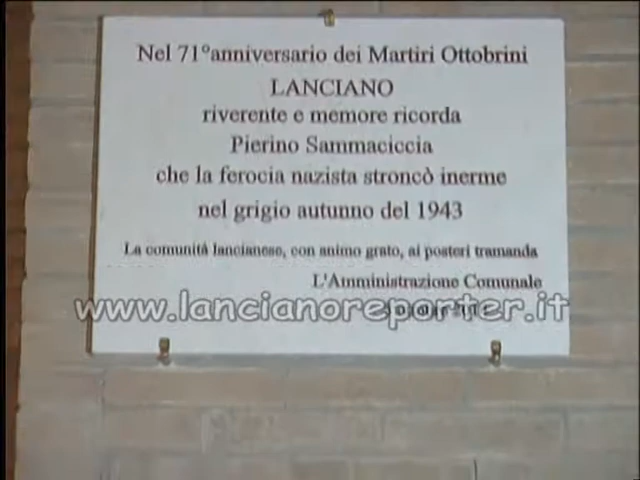 Nel 71°anniversario dei Martiri Ottobrini
LANCIANO
riverente e memore ricorda
Pierino Sammaciccia
che la ferocia nazista stroncò inerme
nel grigio autunno del 1943
La comunità lancianese, con animo grato, ai posteri tramanda
L'Amministrazione Comunale
www.lancianoreporter.it